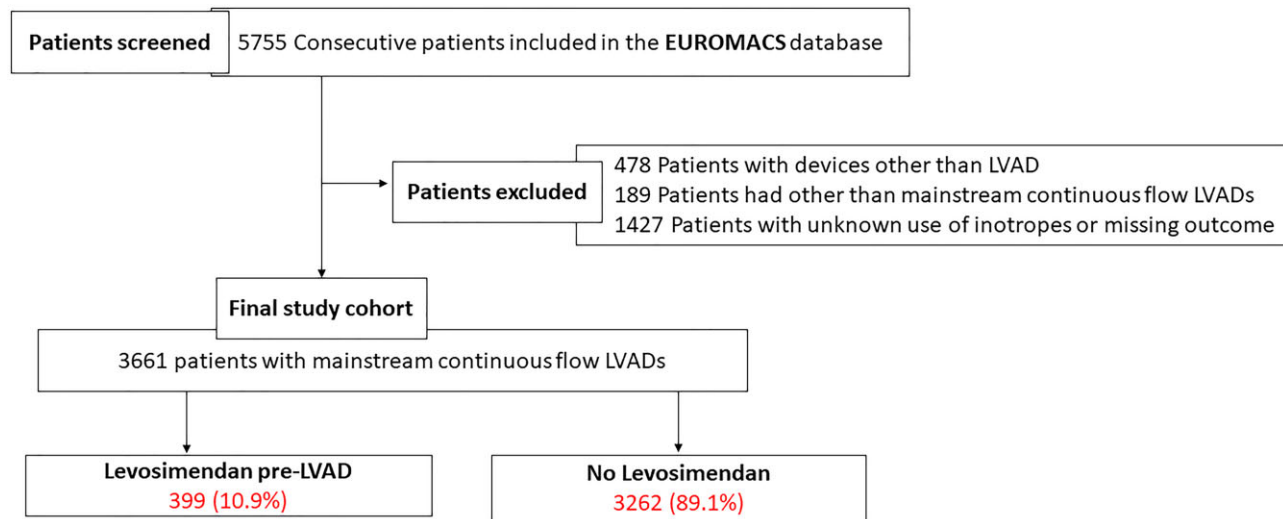 Patients screened
5755 Consecutive patients included in the EUROMACS database
Patients excluded
478 Patients with devices other than LVAD
189 Patients had other than mainstream continuous flow LVADs
1427 Patients with unknown use of inotropes or missing outcome
Final study cohort
3661 patients with mainstream continuous flow LVADs
Levosimendan pre-LVAD
399 (10.9%)
No Levosimendan
3262 (89.1%)